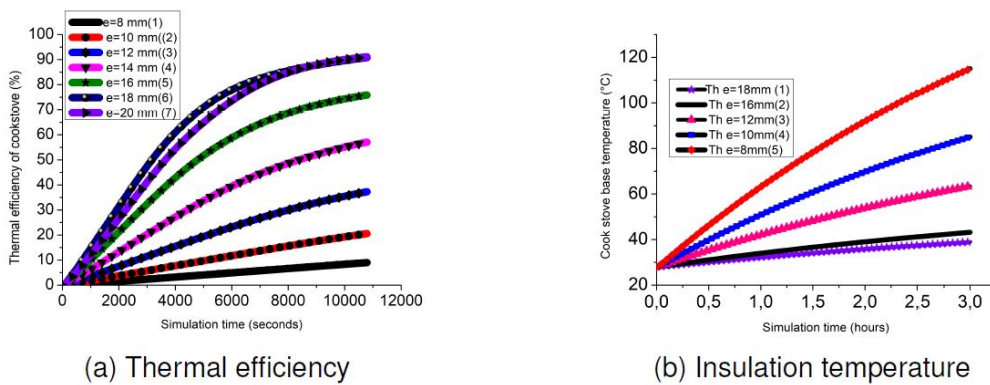 e=8 mm(1)
e=10 mm((2)
e=12 mm((3)
e=14 mm (4)
e=16 mm(5)
e=18 mm(6)
e=20 mm (7)
100
90
80
70
60
50
40
30
20
10
0
Thermal efficiency of cookstove (%)
0 2000 4000 6000 8000 10000 12000
Simulation time (seconds)
(a) Thermal efficiency
Th e=18mm (1)
Th e=16mm(2)
Th e=12mm(3)
Th e=10mm(4)
Th e=8mm(5)
120
100
80
60
40
20
Cook stove base temperature (°C)
0,0 0,5 1,0 1,5 2,0 2,5 3,0
Simulation time (hours)
(b) Insulation temperature